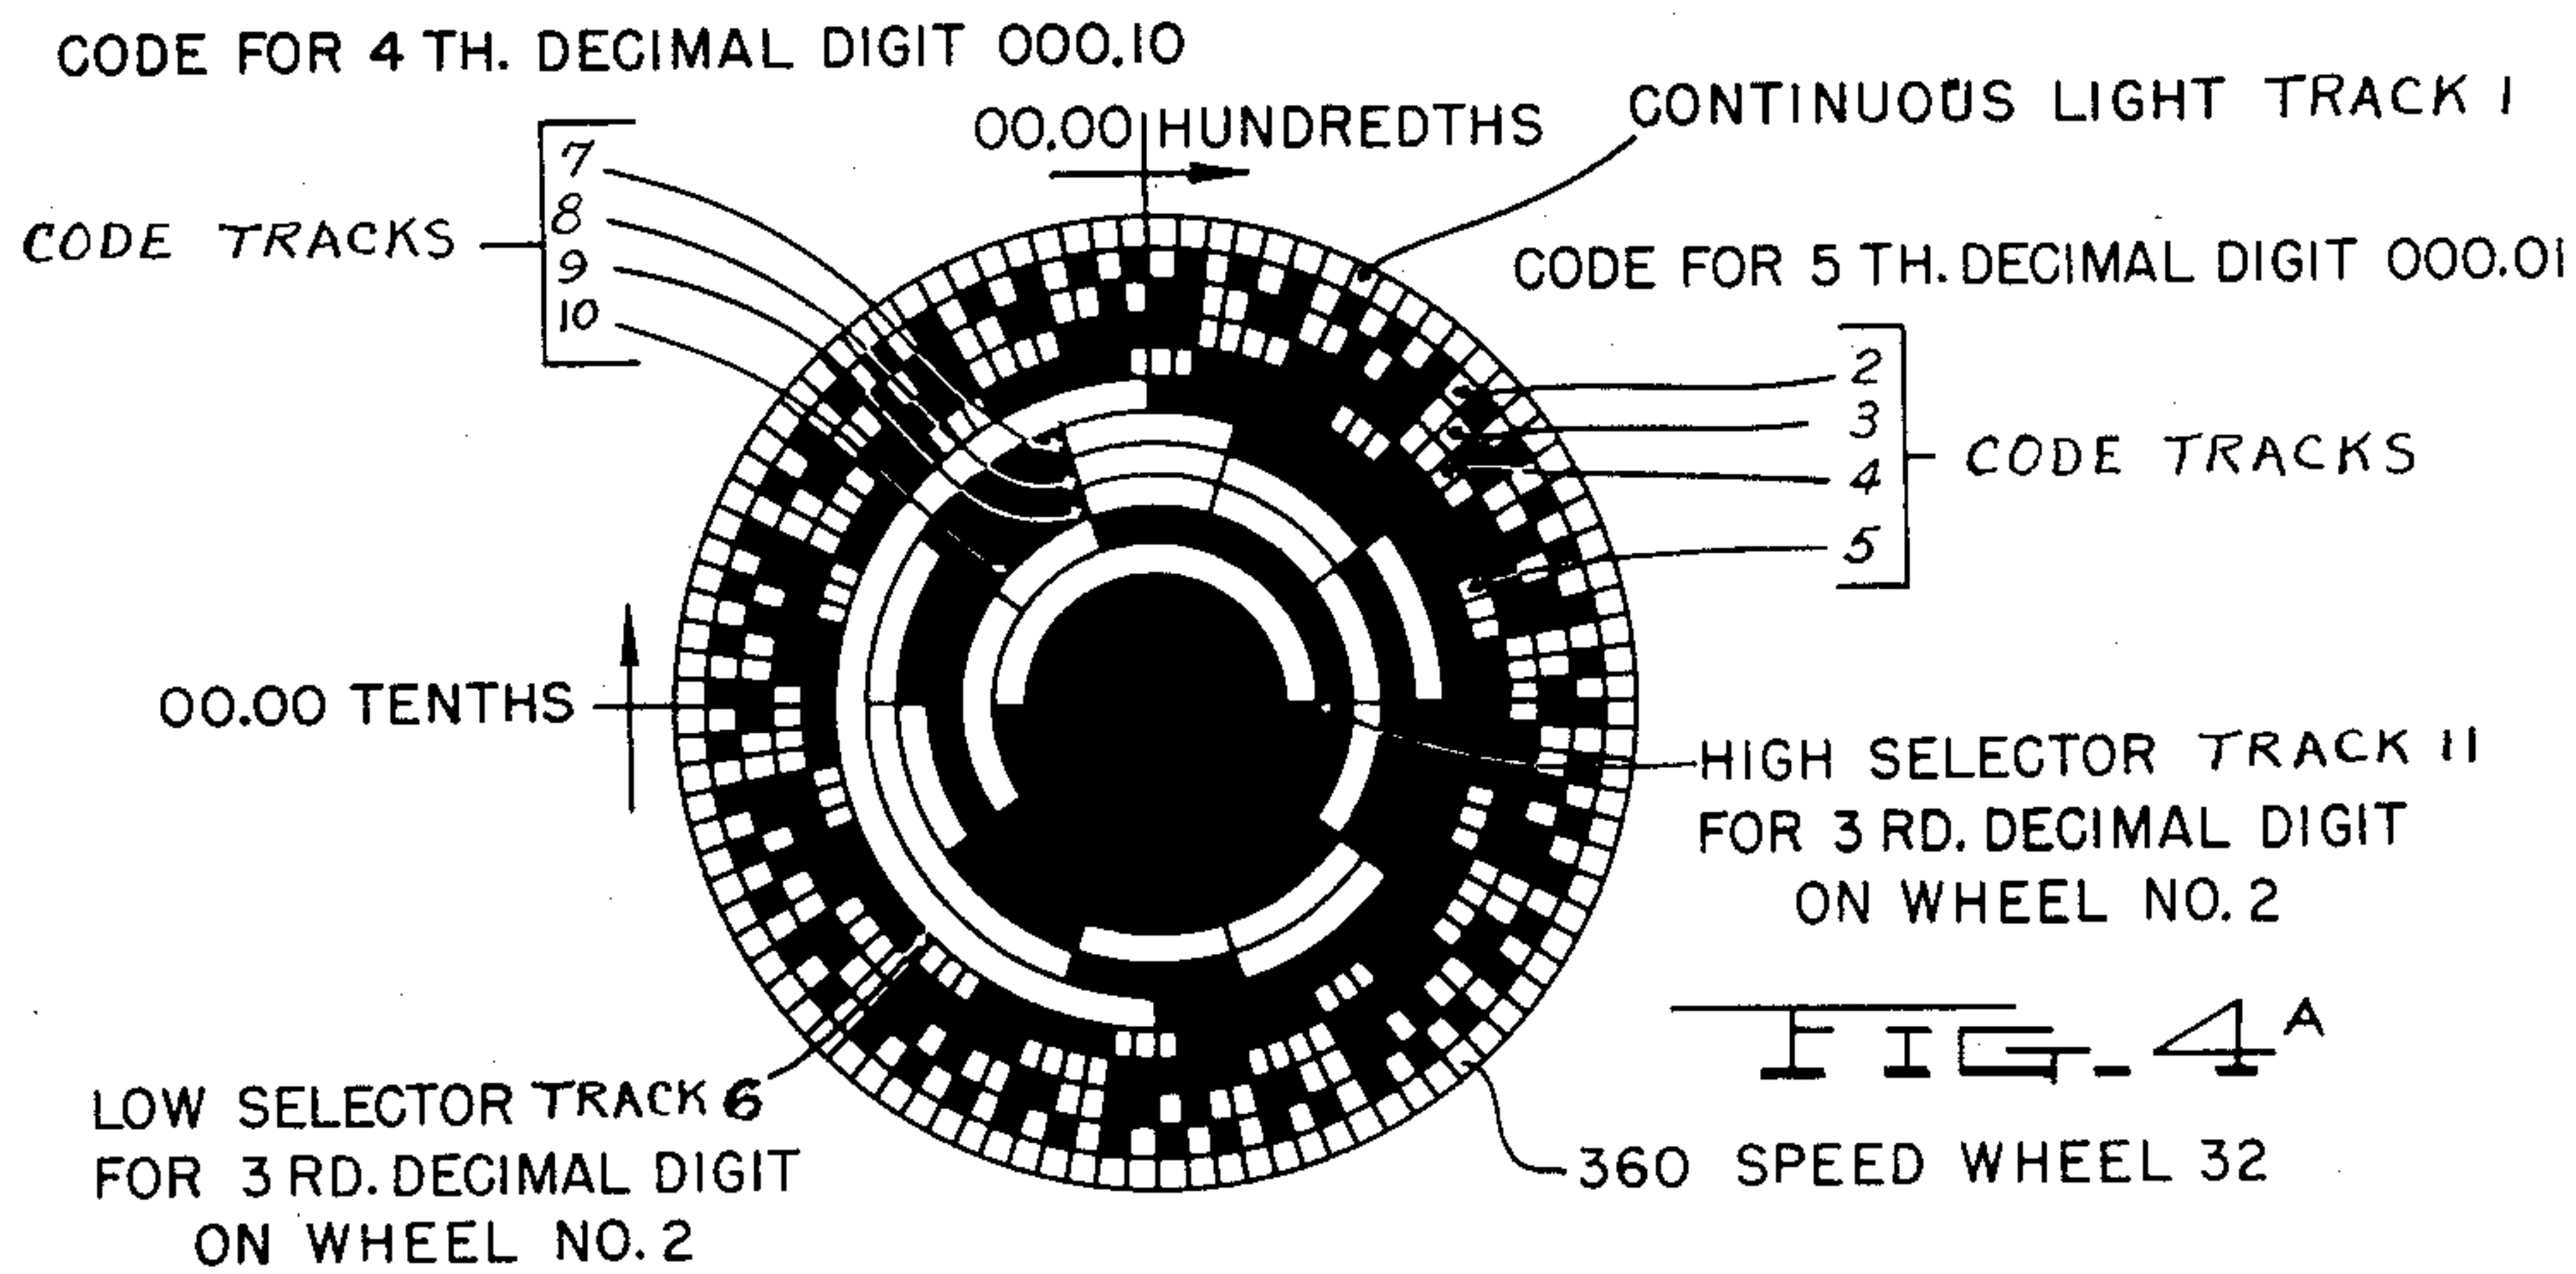 CODE FOR 4 TH. DECIMAL DIGIT 000.10
00.00 HUNDREDTHS
CONTINUOUS LIGHT TRACK 1
7
8
9
10
CODE TRACKS
CODE FOR 5 TH. DECIMAL DIGIT 000.01
2
3
4
5
CODE TRACKS
00.00 TENTHS
HIGH SELECTOR TRACK 11
FOR 3 RD. DECIMAL DIGIT
ON WHEEL NO. 2
LOW SELECTOR TRACK 6
FOR 3 RD. DECIMAL DIGIT
ON WHEEL NO. 2
FIG_4A
360 SPEED WHEEL 32